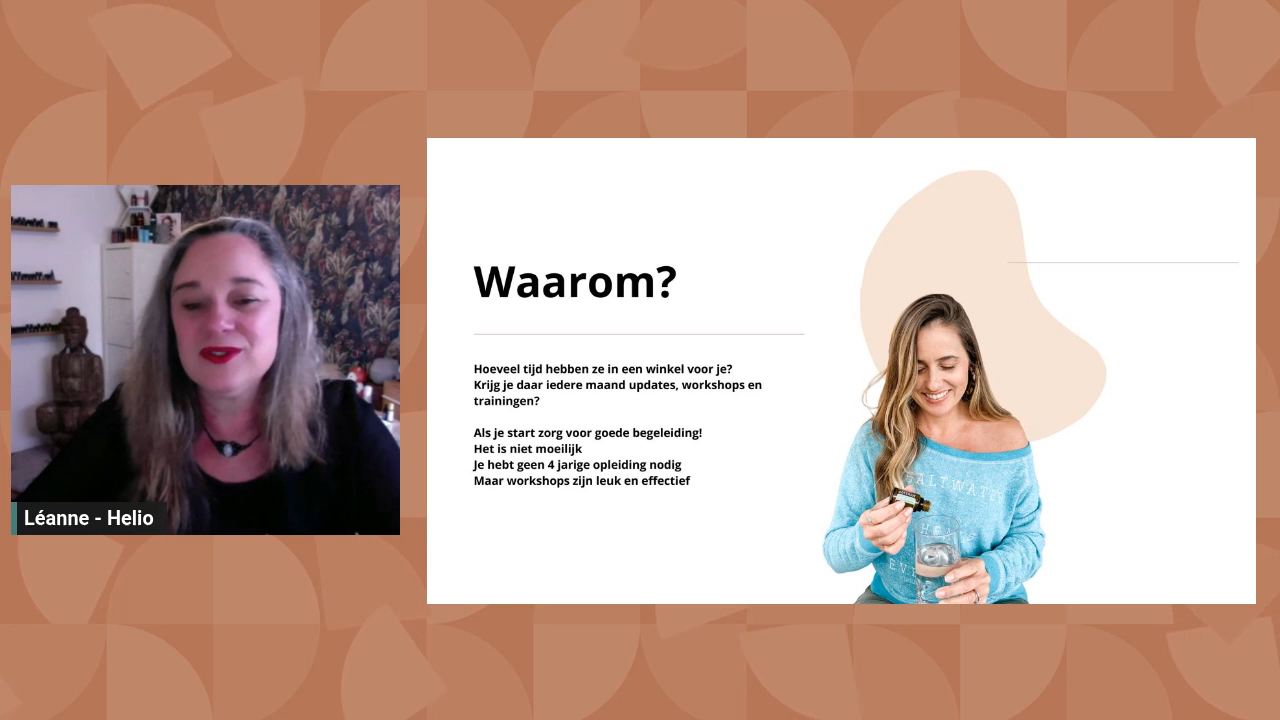 Waarom?
Hoeveel tijd hebben ze in een winkel voor je?
Krijg je daar iedere maand updates, workshops en
trainingen?
Als je start zorg voor goede begeleiding!
Het is niet moeilijk
Je hebt geen 4 jarige opleiding nodig
Maar workshops zijn leuk en effectief
Léanne - Helio